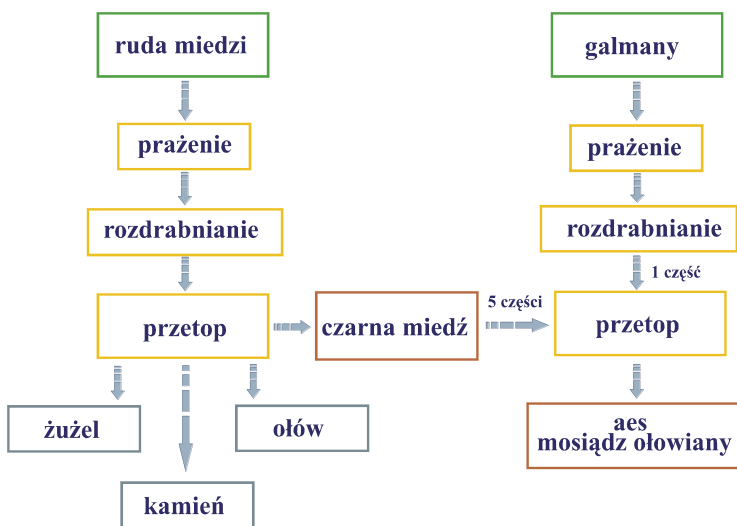 ruda miedzi
galmany
prażenie
prażenie
rozdrabnianie
rozdrabnianie
1 część
5 części
przetop
czarna miedź
przetop
żużel
ołów
aes
mosiądz ołowiany
kamień